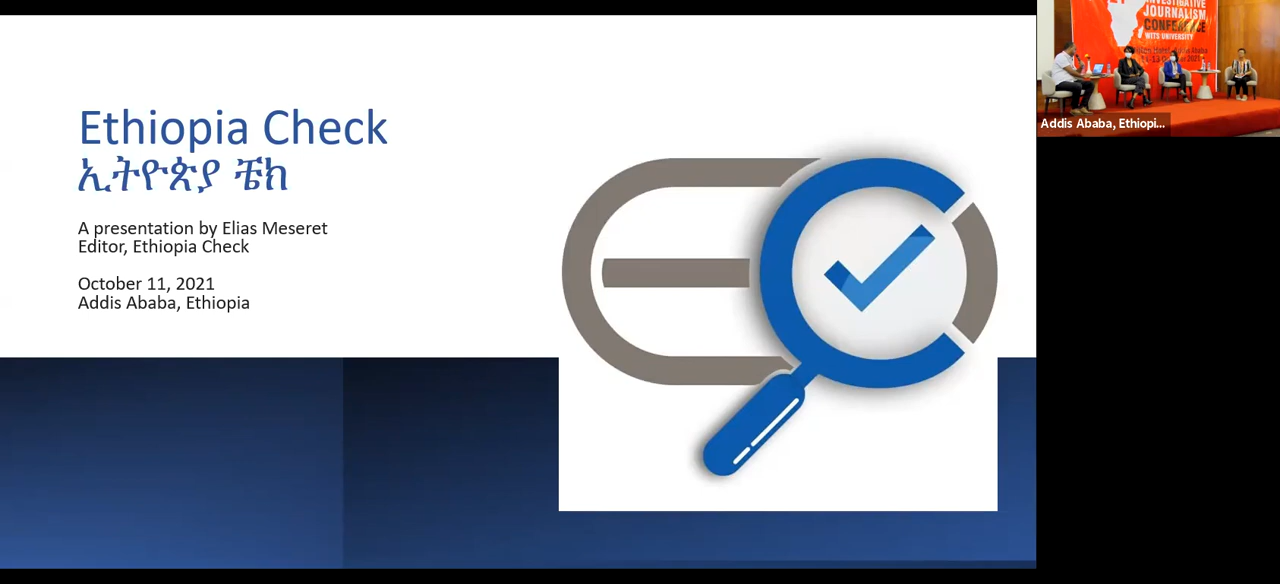 Ethiopia Check
ኢትዮጵያ ቼክ
A presentation by Elias Meseret
Editor, Ethiopia Check
October 11, 2021
Addis Ababa, Ethiopia
INVESTIGATIVE
JOURNALISM
CONFERENCE
WITS UNIVERSITY
Addis Ababa, Ethiopi...